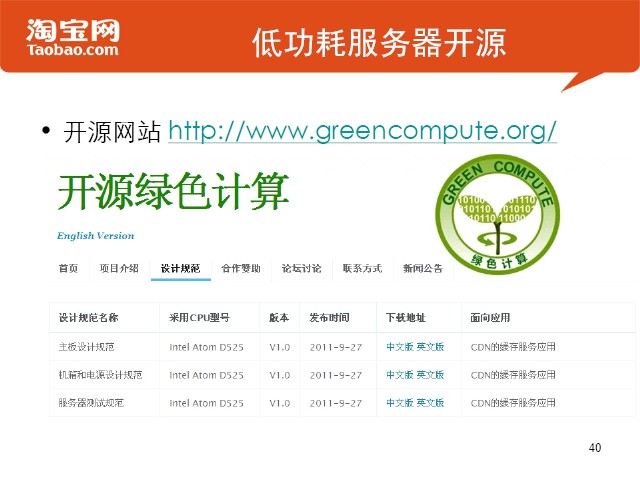 淘宝网
Taobao.com
低功耗服务器开源
• 开源网站 http://www.greencompute.org/
开源绿色计算
English Version
GREEN COMPUTE
绿色计算
首页 项目介绍 设计规范 合作赞助 论坛讨论 联系方式 新闻公告
设计规范名称 采用CPU型号 版本 发布时间 下载地址 面向应用
主板设计规范 Intel Atom D525 V1.0 2011-9-27 中文版 英文版 CDN的缓存服务应用
机箱和电源设计规范 Intel Atom D525 V1.0 2011-9-27 中文版 英文版 CDN的缓存服务应用
服务器测试规范 Intel Atom D525 V1.0 2011-9-27 中文版 英文版 CDN的缓存服务应用
40